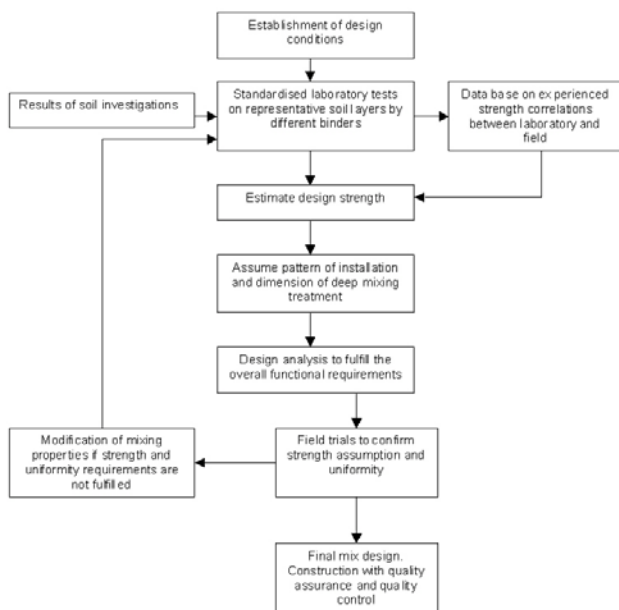 Establishment of design
conditions
Results of soil investigations
Standardised laboratory tests
on representative soil layers by
different binders
Data base on experienced
strength correlations
between laboratory and
field
Estimate design strength
Assume pattern of installation
and dimension of deep mixing
treatment
Design analysis to fulfill the
overall functional requirements
Modification of mixing
properties if strength and
uniformity requirements are
not fulfilled
Field trials to confirm
strength assumption and
uniformity
Final mix design.
Construction with quality
assurance and quality
control